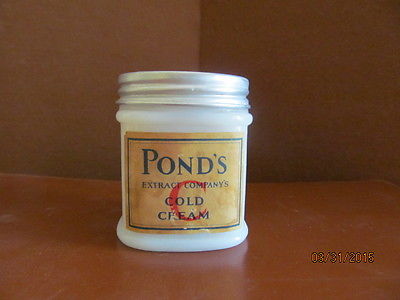 POND'S
EXTRACT COMPANY'S
C
COLD
CREAM
03/31/2015